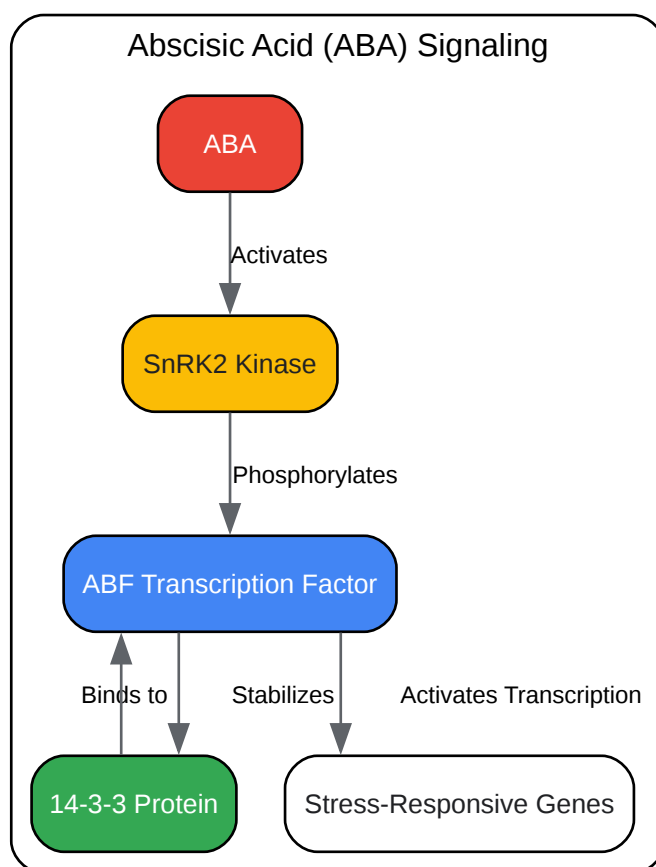 Abscisic Acid (ABA) Signaling
ABA
Activates
SnRK2 Kinase
Phosphorylates
ABF Transcription Factor
Binds to
Stabilizes
Activates Transcription
14-3-3 Protein
Stress-Responsive Genes